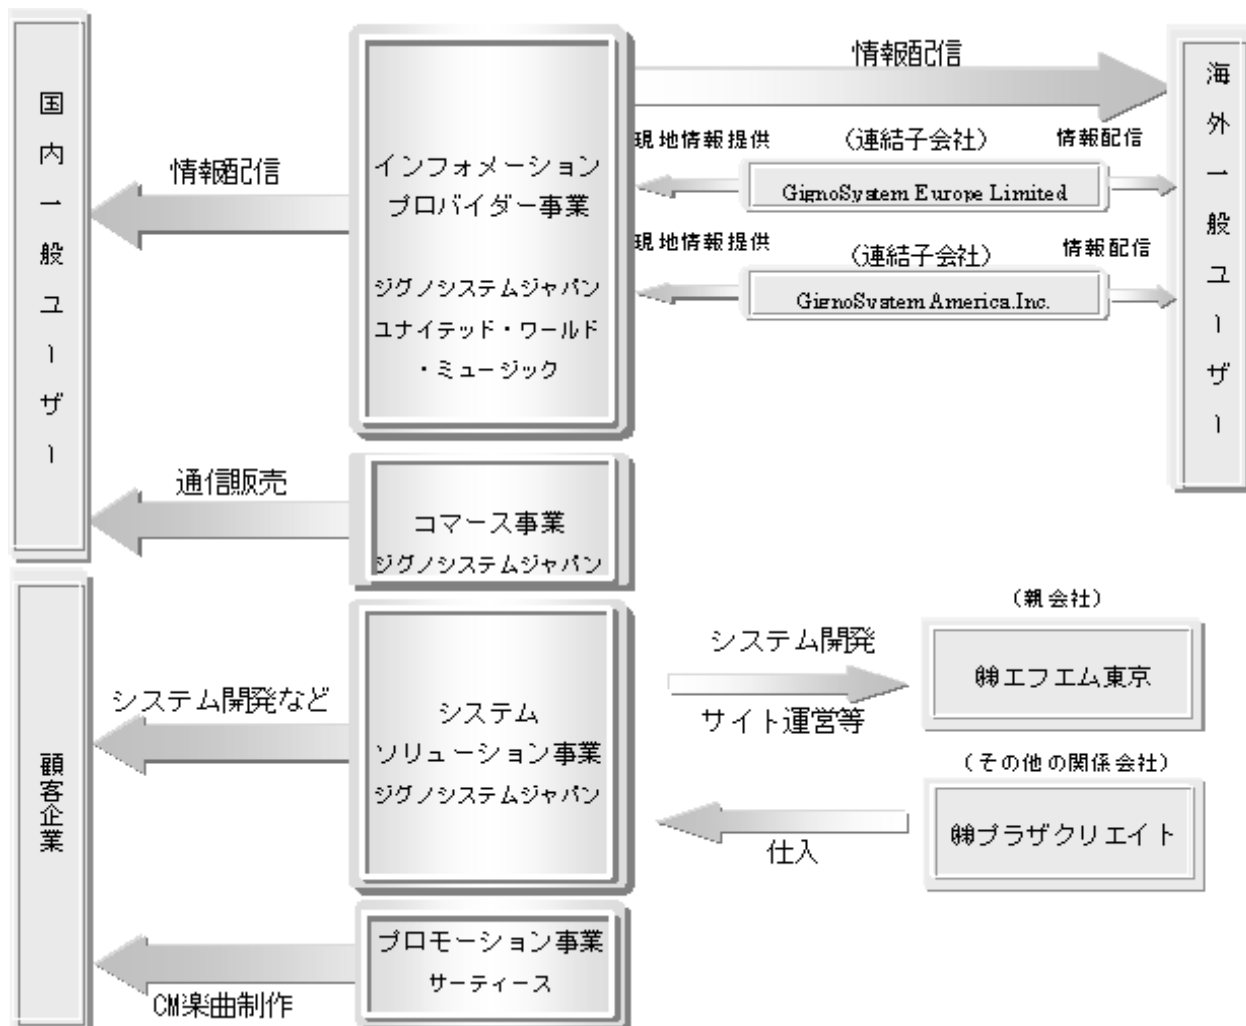 国内一般ユーザー
情報配信
インフォメーション
プロバイダー事業
ジグノシステムジャパン
ユナイテッド・ワールド
・ミュージック
情報配信
現地情報提供
（連結子会社）
情報配信
GignoSystem Europe Limited
現地情報提供
（連結子会社）
情報配信
GignoSystem America.Inc.
海外一般ユーザー
通信販売
コマース事業
ジグノシステムジャパン
顧客企業
システム開発など
システム
ソリューション事業
ジグノシステムジャパン
システム開発
サイト運営等
（親会社）
㈱エフエム東京
仕入
（その他の関係会社）
㈱プラザクリエイト
CM楽曲制作
プロモーション事業
サーティース